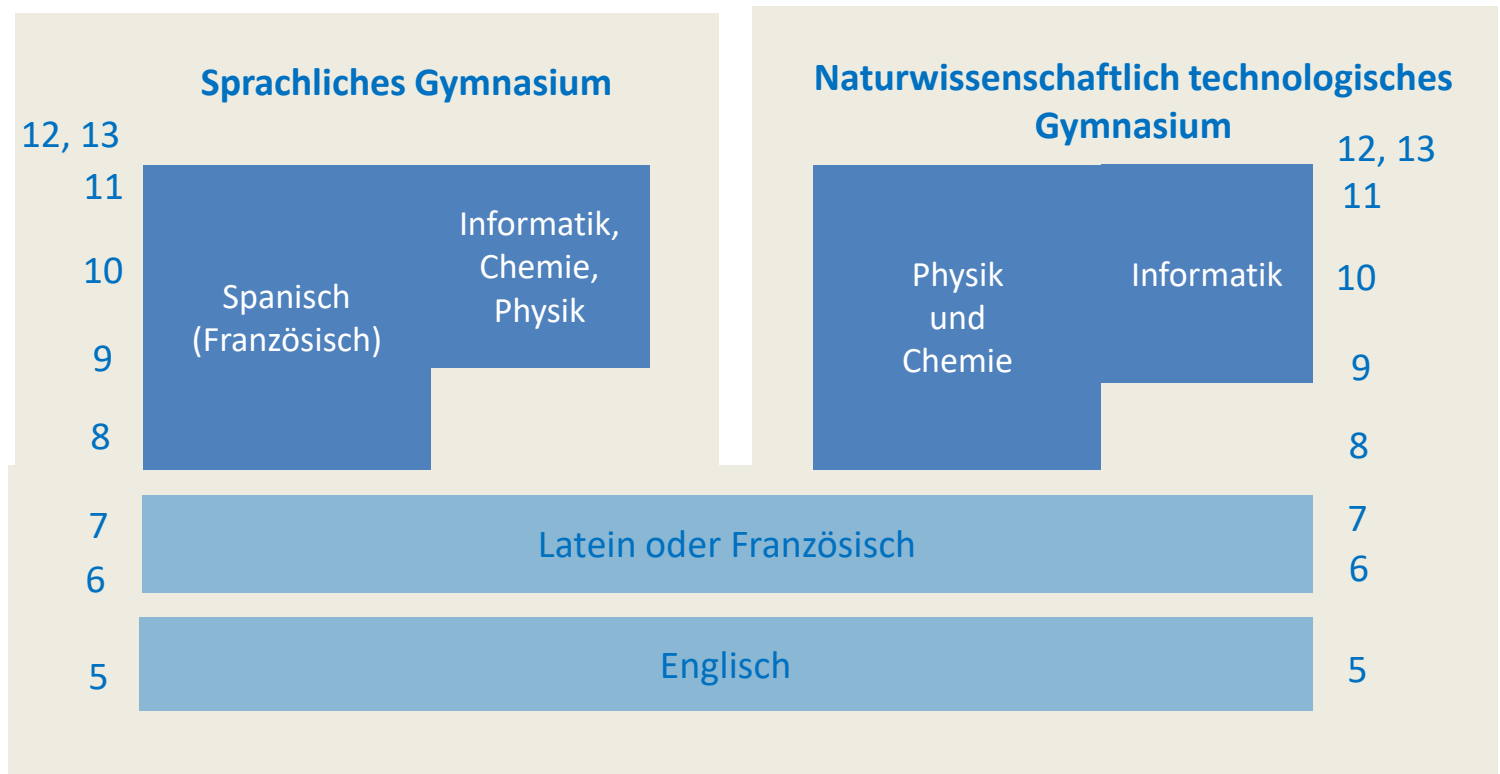 Sprachliches Gymnasium
12, 13
11
10
9
8
Spanisch
(Französisch)
Informatik,
Chemie,
Physik
Naturwissenschaftlich technologisches
Gymnasium
Physik
und
Chemie
Informatik
12, 13
11
10
9
8
7
Latein oder Französisch
7
6
6
5
Englisch
5